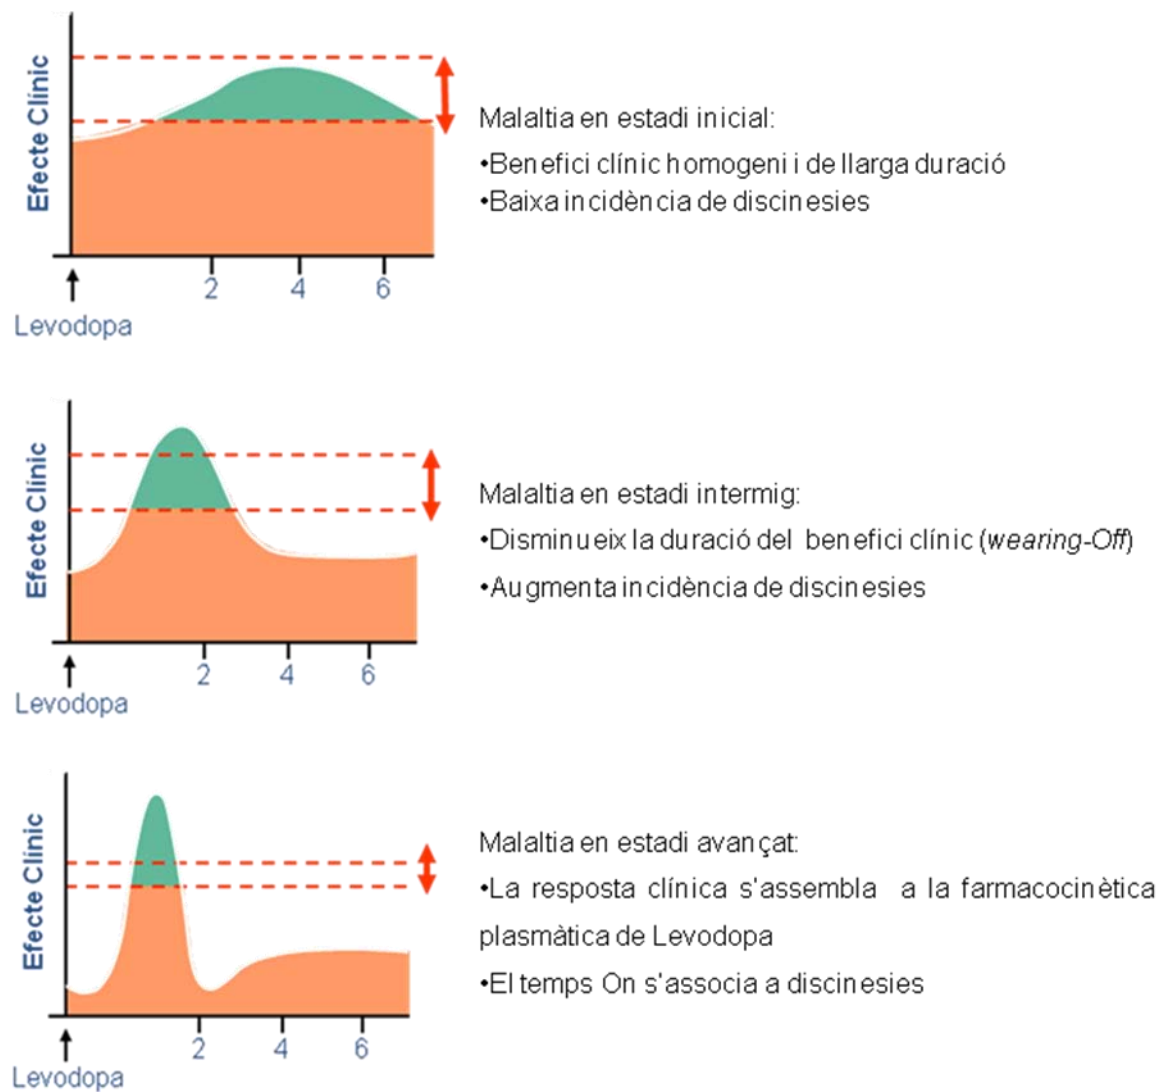 Efecte Clínic
Malaltia en estadi inicial:
•Benefici clínic homogeni i de llarga duració
•Baixa incidència de discinesies
2 4 6
Levodopa
Efecte Clínic
Malaltia en estadi intermig:
•Disminueix la duració del benefici clínic (wearing-Off)
•Augmenta incidència de discinesies
2 4 6
Levodopa
Efecte Clínic
Malaltia en estadi avançat:
•La resposta clínica s'assembla a la farmacocinètica
plasmàtica de Levodopa
•El temps On s'associa a discinesies
2 4 6
Levodopa